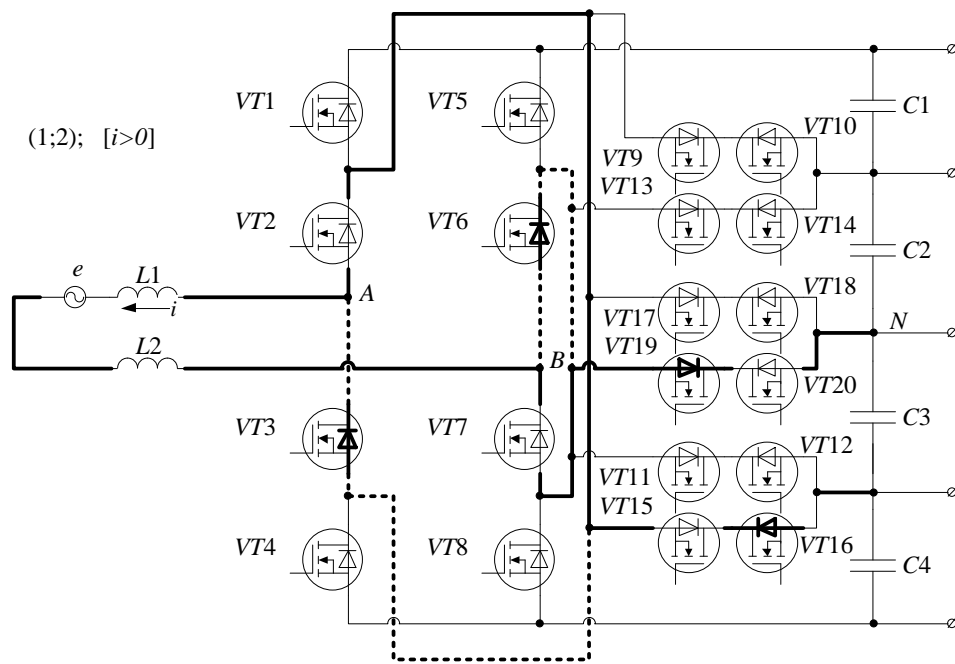 VT1
VT5
C1
(1;2); [i>0]
VT10
VT9
VT13
VT2
VT6
VT14
C2
e
L1
A
i
VT18
VT17
N
VT19
L2
B
VT20
VT3
VT7
C3
VT12
VT11
VT15
VT4
VT8
VT16
C4